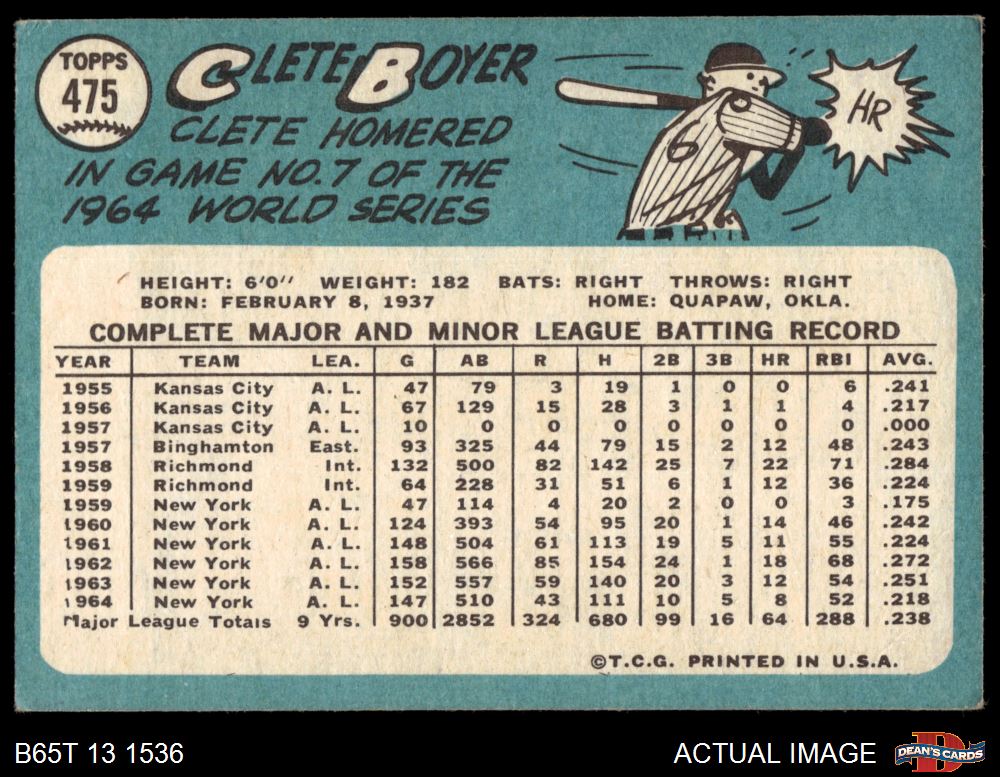 TOPPS
475
CLETE BOYER
CLETE HOMERED
IN GAME NO. 7 OF THE
1964 WORLD SERIES
6
HR
HEIGHT: 6'0" WEIGHT: 182 BATS: RIGHT THROWS: RIGHT
BORN: FEBRUARY 8, 1937 HOME: QUAPAW, OKLA.
COMPLETE MAJOR AND MINOR LEAGUE BATTING RECORD
YEAR TEAM LEA. G AB R H 2B 3B HR RBI AVG.
1955 Kansas City A. L. 47 79 3 19 1 0 0 6 .241
1956 Kansas City A. L. 67 129 15 28 3 1 1 4 .217
1957 Kansas City A. L. 10 0 0 0 0 0 0 0 .000
1957 Binghamton East. 93 325 44 79 15 2 12 48 .243
1958 Richmond Int. 132 500 82 142 25 7 22 71 .284
1959 Richmond Int. 64 228 31 51 6 1 12 36 .224
1959 New York A. L. 47 114 4 20 2 0 0 3 .175
1960 New York A. L. 124 393 54 95 20 1 14 46 .242
1961 New York A. L. 148 504 61 113 19 5 11 55 .224
1962 New York A. L. 158 566 85 154 24 1 18 68 .272
1963 New York A. L. 152 557 59 140 20 3 12 54 .251
1964 New York A. L. 147 510 43 111 10 5 8 52 .218
Major League Totals 9 Yrs. 900 2852 324 680 99 16 64 288 .238
©T.C.G. PRINTED IN U.S.A.
B65T 13 1536
ACTUAL IMAGE
D
DEAN'S CARDS